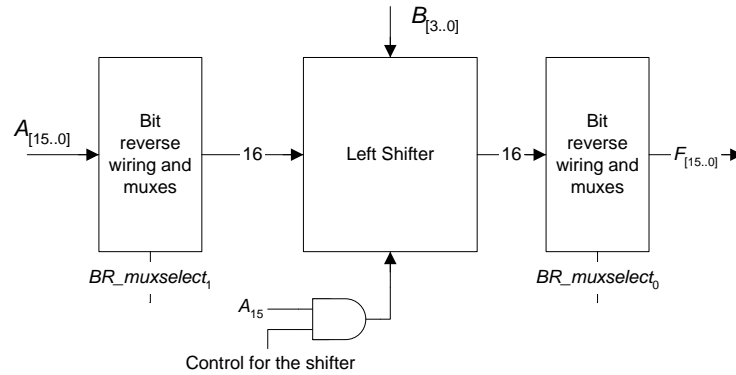 B[3..0]
A[15..0]
Bit
reverse
wiring and
muxes
16
Left Shifter
16
Bit
reverse
wiring and
muxes
F[15..0]
BR_muxselect1
BR_muxselect0
A15
Control for the shifter